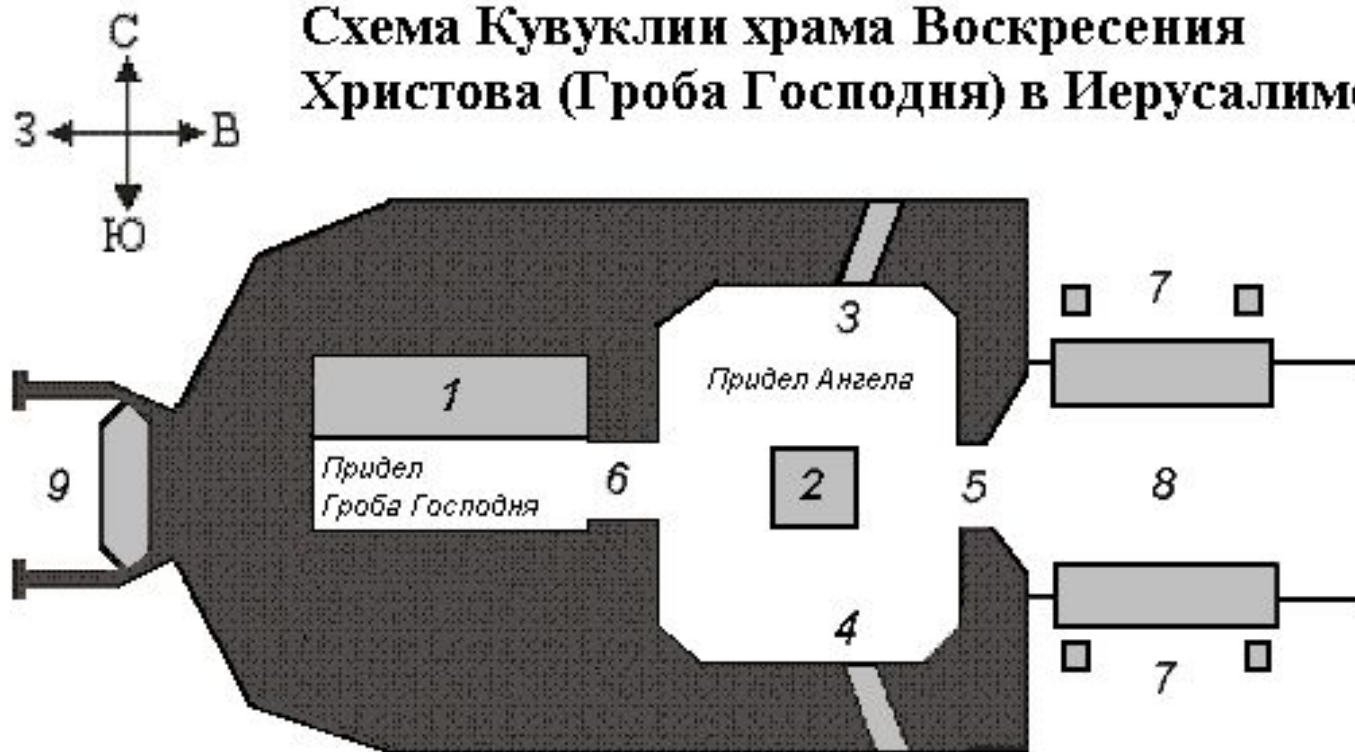 С
З
В
Ю
Схема Кувуклии храма Воскресения
Христова (Гроба Господня) в Иерусалиме
7
3
Придел Ангела
1
Придел
Гроба Господня
6
2
5
8
9
4
7